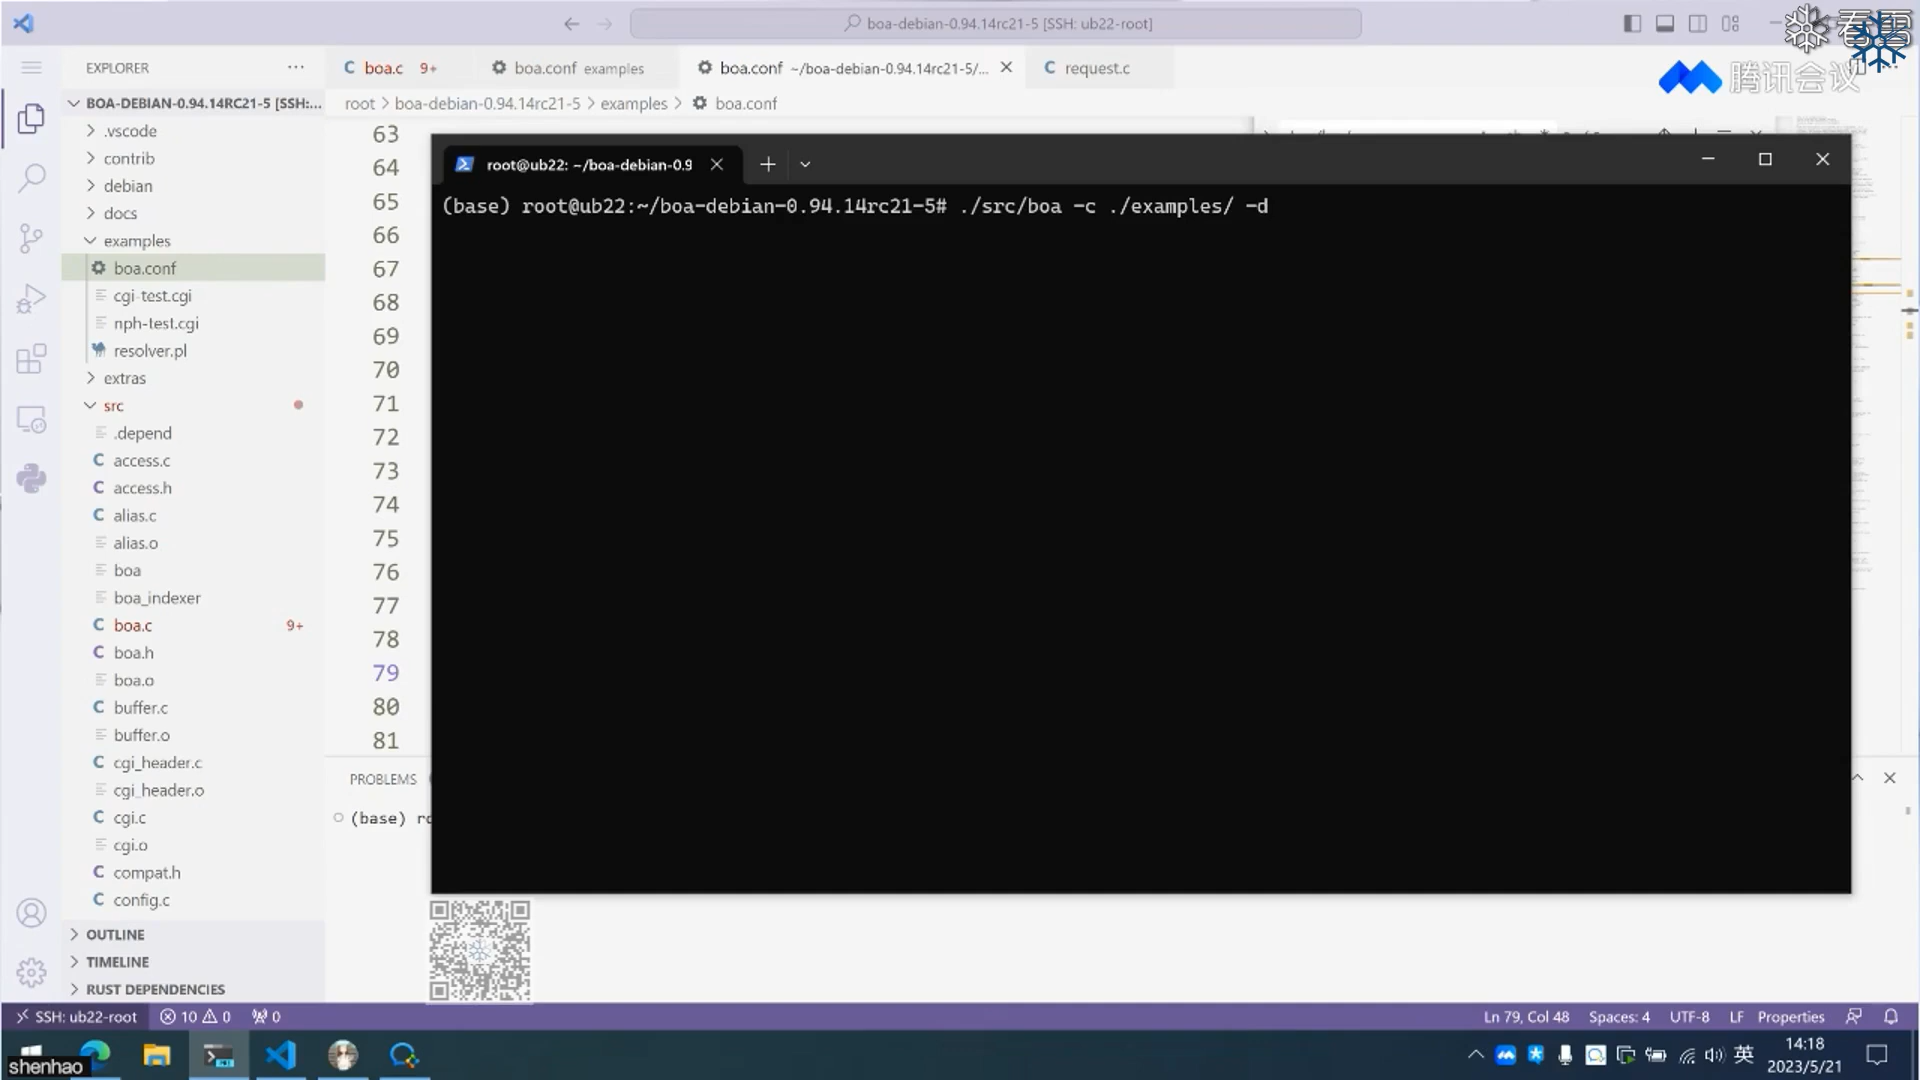 boa-debian-0.94.14rc21-5 [SSH: ub22-root]
看雪
腾讯会议
EXPLORER
boa.c 9+
boa.conf examples
boa.conf ~/boa-debian-0.94.14rc21-5/...
request.c
BOA-DEBIAN-0.94.14RC21-5 [SSH:...
root > boa-debian-0.94.14rc21-5 > examples > boa.conf
.vscode
contrib
debian
docs
examples
boa.conf
cgi-test.cgi
nph-test.cgi
resolver.pl
extras
src
.depend
access.c
access.h
alias.c
alias.o
boa
boa_indexer
boa.c 9+
boa.h
boa.o
buffer.c
buffer.o
cgi_header.c
cgi_header.o
cgi.c
cgi.o
compat.h
config.c
OUTLINE
TIMELINE
RUST DEPENDENCIES
63
64
65
66
67
68
69
70
71
72
73
74
75
76
77
78
79
80
81
root@ub22: ~/boa-debian-0.9
(base) root@ub22:~/boa-debian-0.94.14rc21-5# ./src/boa -c ./examples/ -d
PROBLEMS
(base)
SSH: ub22-root
10
0
0
Ln 79, Col 48
Spaces: 4
UTF-8
LF
Properties
shenhao
英
14:18
2023/5/21